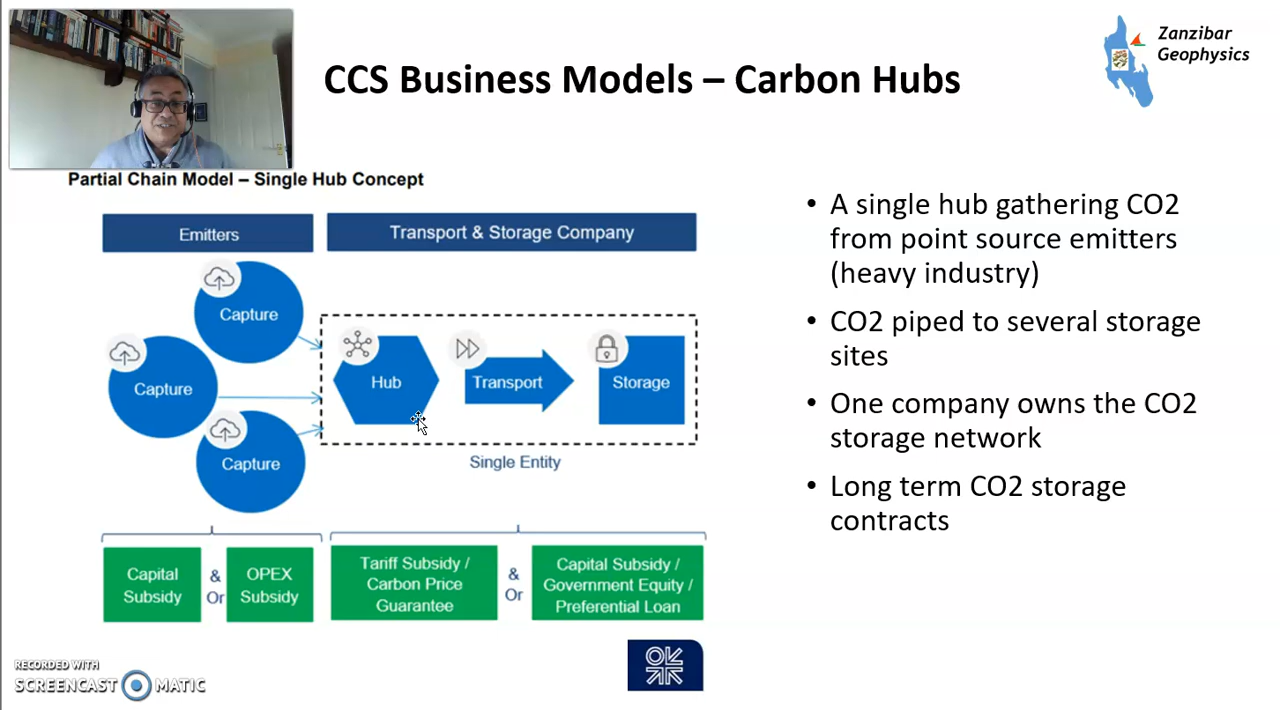 Zanzibar
Geophysics
CCS Business Models – Carbon Hubs
Partial Chain Model – Single Hub Concept
Emitters
Transport & Storage Company
Capture
Capture
Capture
Hub
Transport
Storage
Single Entity
Capital
Subsidy
&
Or
OPEX
Subsidy
Tariff Subsidy /
Carbon Price
Guarantee
&
Or
Capital Subsidy /
Government Equity /
Preferential Loan
• A single hub gathering CO2
from point source emitters
(heavy industry)
• CO2 piped to several storage
sites
• One company owns the CO2
storage network
• Long term CO2 storage
contracts
RECORDED WITH
SCREENCAST MATIC